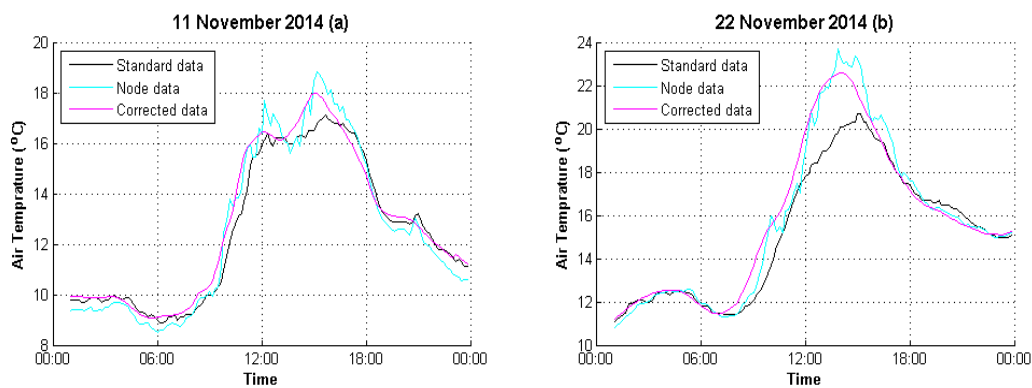 11 November 2014 (a)
Air Temprature (°C)
20
18
16
14
12
10
8
Standard data
Node data
Corrected data
00:00 06:00 12:00 18:00 00:00
Time
22 November 2014 (b)
Air Temprature (°C)
24
22
20
18
16
14
12
10
Standard data
Node data
Corrected data
00:00 06:00 12:00 18:00 00:00
Time